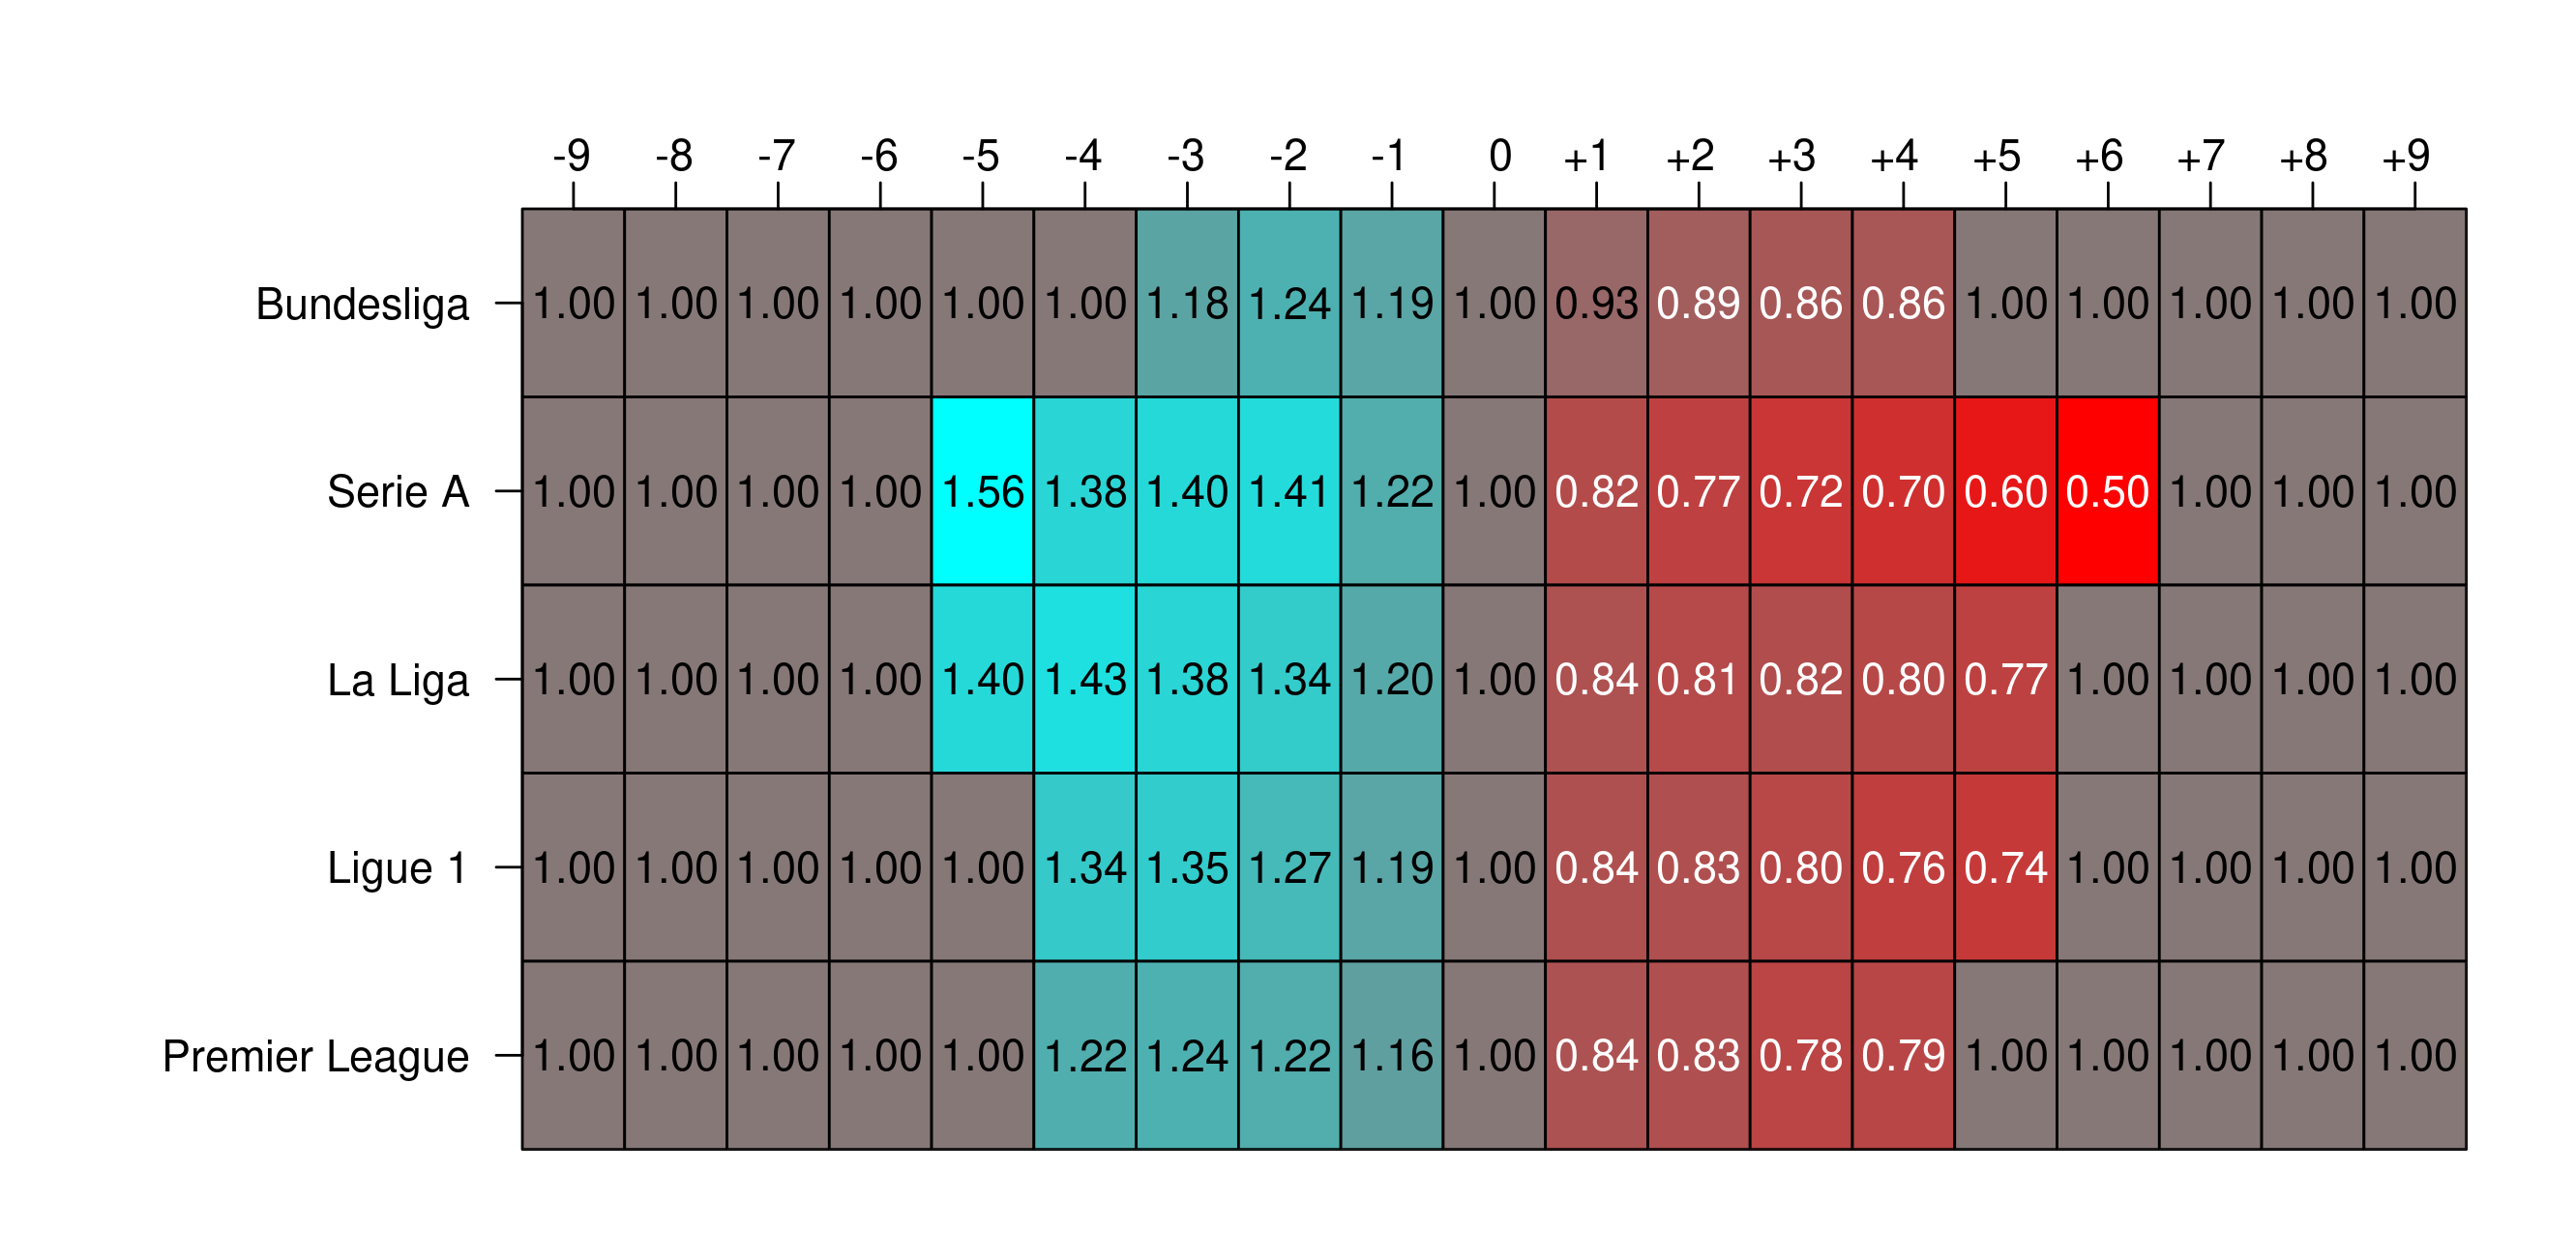 -9 -8 -7 -6 -5 -4 -3 -2 -1 0 +1 +2 +3 +4 +5 +6 +7 +8 +9
Bundesliga 1.00 1.00 1.00 1.00 1.00 1.00 1.18 1.24 1.19 1.00 0.93 0.89 0.86 0.86 1.00 1.00 1.00 1.00 1.00
Serie A 1.00 1.00 1.00 1.00 1.56 1.38 1.40 1.41 1.22 1.00 0.82 0.77 0.72 0.70 0.60 0.50 1.00 1.00 1.00
La Liga 1.00 1.00 1.00 1.00 1.40 1.43 1.38 1.34 1.20 1.00 0.84 0.81 0.82 0.80 0.77 1.00 1.00 1.00 1.00
Ligue 1 1.00 1.00 1.00 1.00 1.00 1.34 1.35 1.27 1.19 1.00 0.84 0.83 0.80 0.76 0.74 1.00 1.00 1.00 1.00
Premier League 1.00 1.00 1.00 1.00 1.00 1.22 1.24 1.22 1.16 1.00 0.84 0.83 0.78 0.79 1.00 1.00 1.00 1.00 1.00